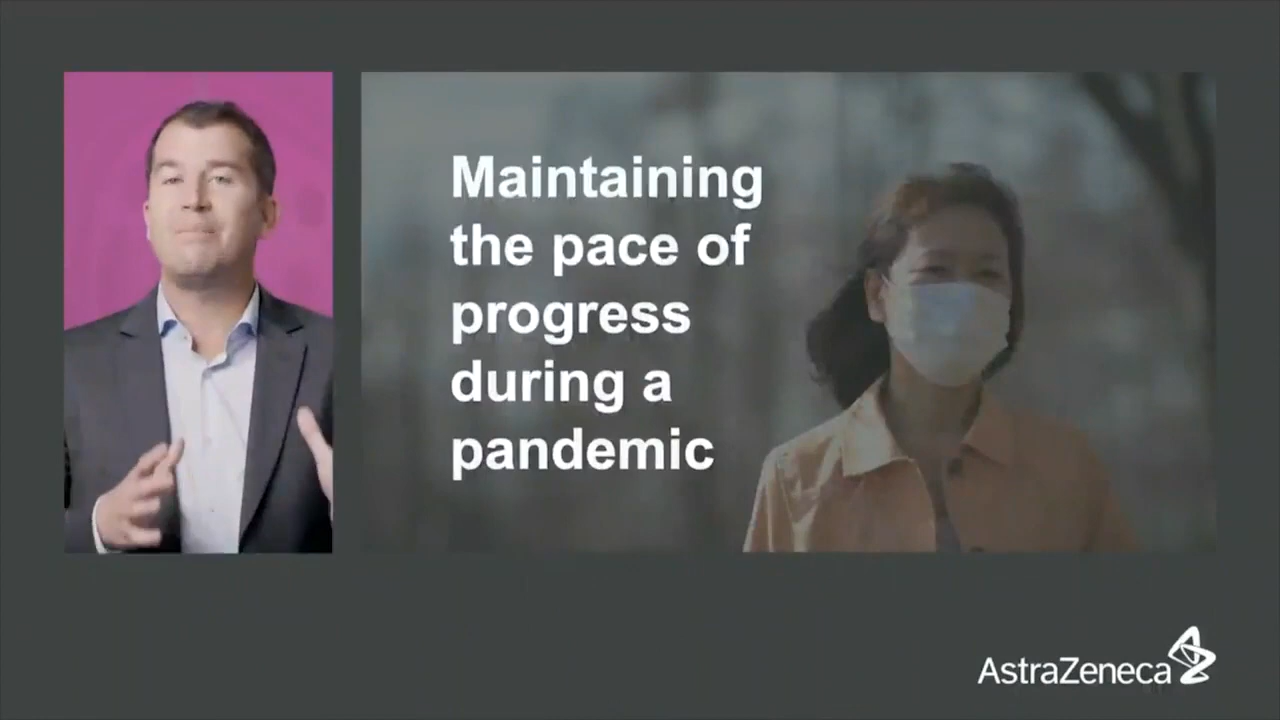 Maintaining
the pace of
progress
during a
pandemic
AstraZeneca